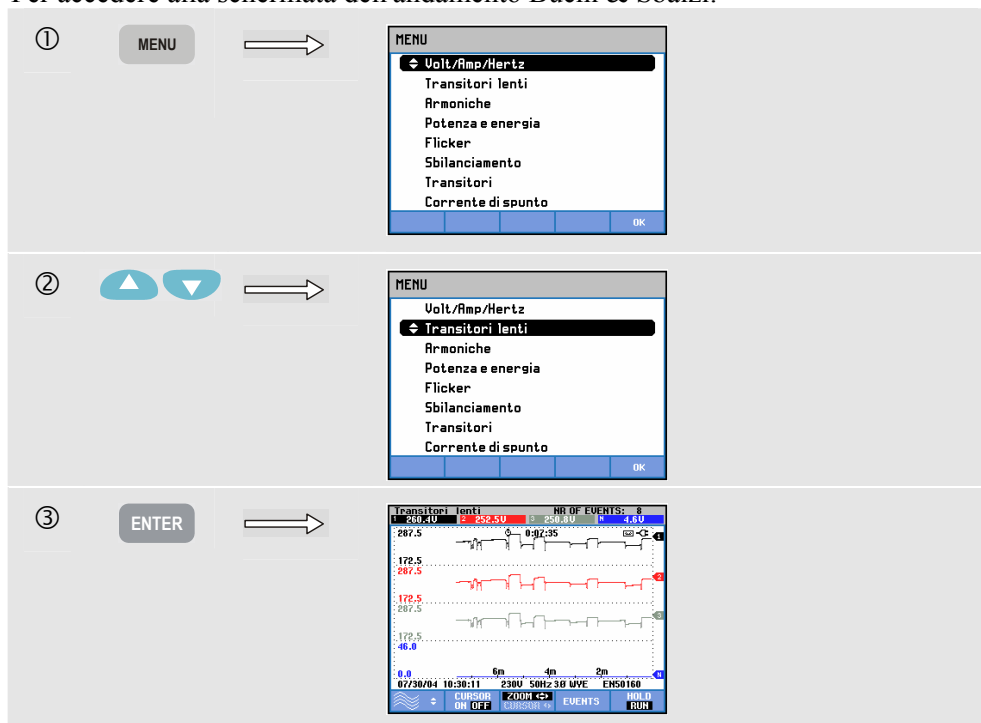 Per accedere alla schermata dell'andamento Buchi & Sbalzi:
① MENU
MENU
Volt/Amp/Hertz
Transitori lenti
Armoniche
Potenza e energia
Flicker
Sbilanciamento
Transitori
Corrente di spunto
OK
②
MENU
Volt/Amp/Hertz
Transitori lenti
Armoniche
Potenza e energia
Flicker
Sbilanciamento
Transitori
Corrente di spunto
OK
③ ENTER
Transitori lenti NR OF EVENTS: 8
1 260.4V 2 252.5V 3 250.8V N 4.6V
287.5 0:07:35 1
172.5
287.5
2
172.5
287.5
3
172.5
46.0
0.0 6m 4m 2m N
07/30/04 10:30:11 230V 50Hz 3Ø WYE EN50160
CURSOR ZOOM EVENTS HOLD
ON OFF CURSOR RUN